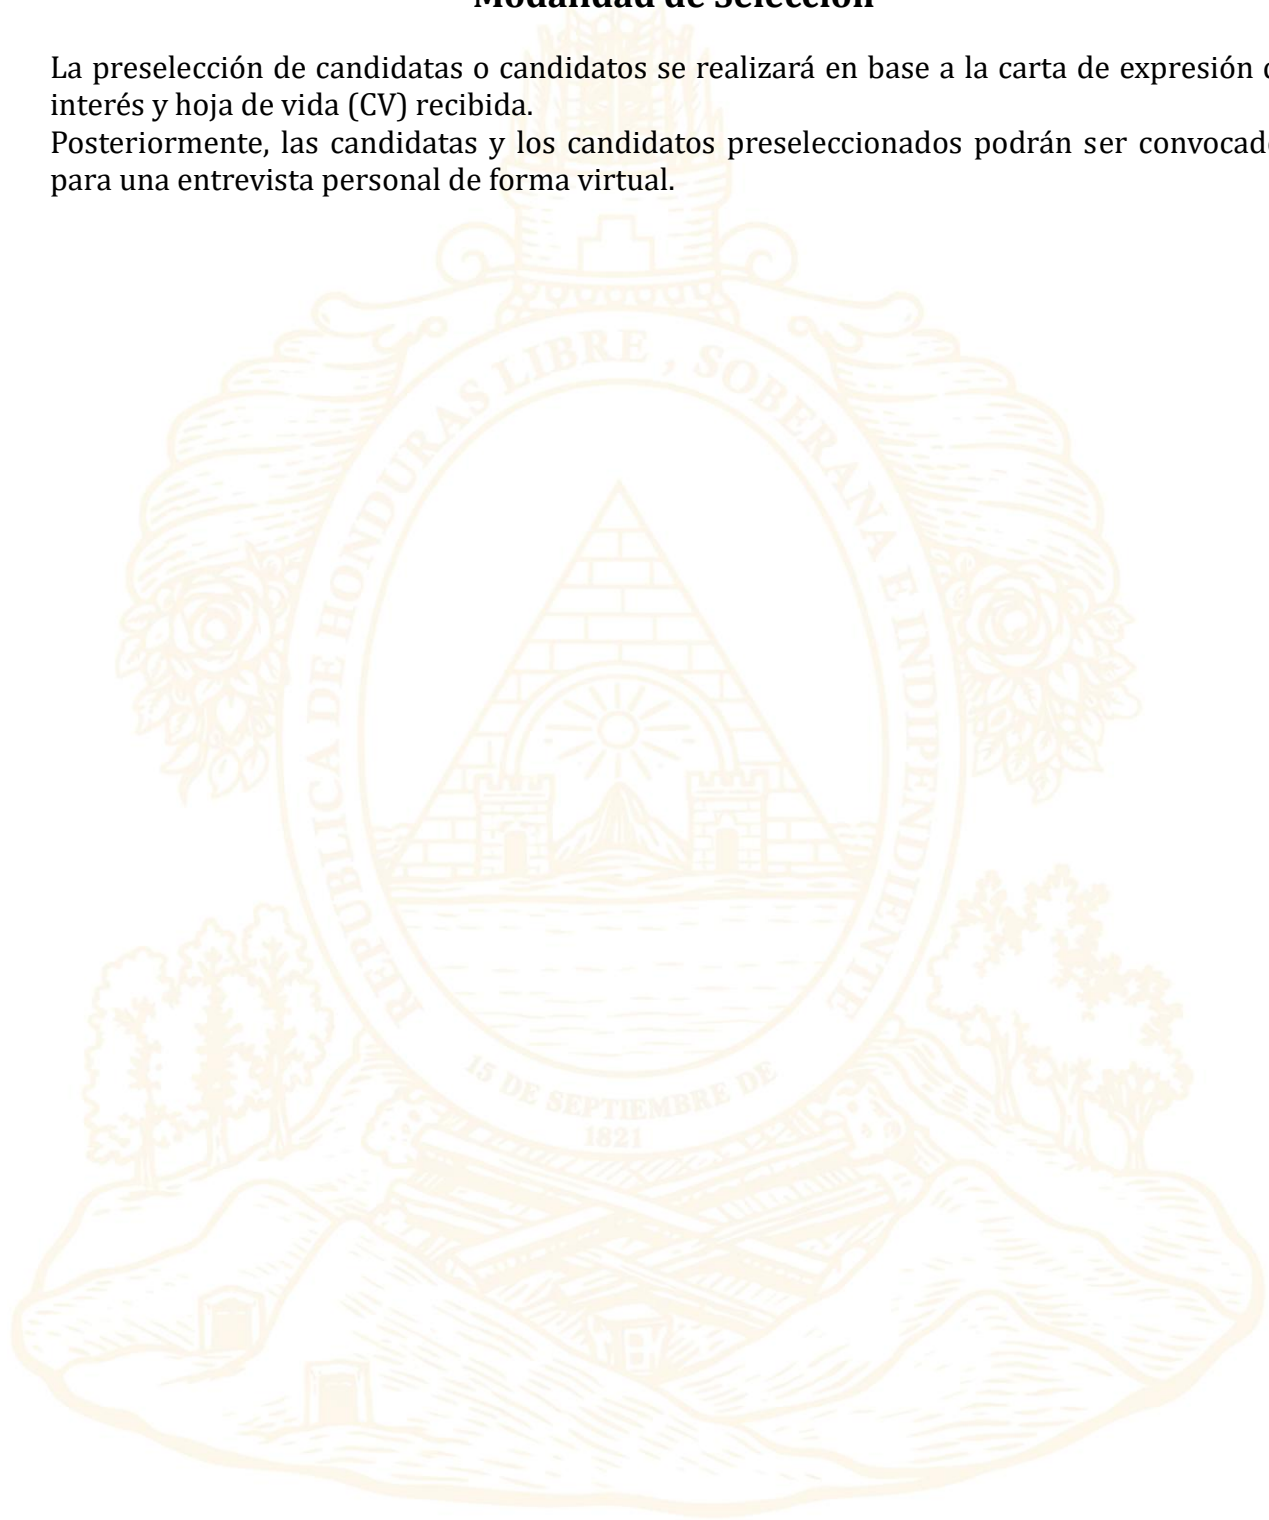 Modalidad de Selección
La preselección de candidatas o candidatos se realizará en base a la carta de expresión
interés y hoja de vida (CV) recibida.
Posteriormente, las candidatas y los candidatos preseleccionados podrán ser
para una entrevista personal de forma virtual.
REPUBLICA DE HONDURAS LIBRE , SOBERANA E INDIPENDIENTE
15 DE SEPTIEMBRE DE
1821